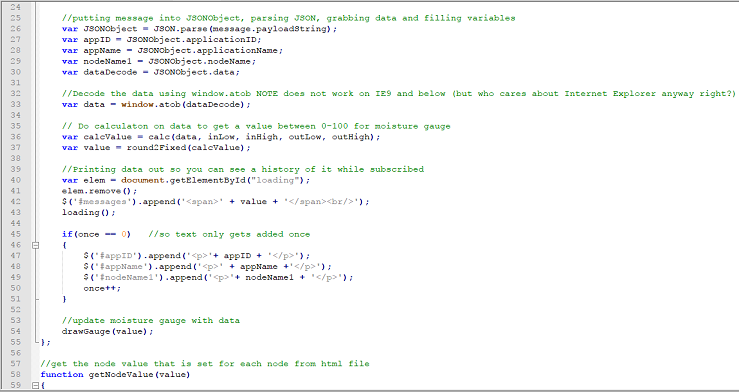 24
25 //putting message into JSONObject, parsing JSON, grabbing data and filling variables
26 var JSONObject = JSON.parse(message.payloadString);
27 var appID = JSONObject.applicationID;
28 var appName = JSONObject.applicationName;
29 var nodeName1 = JSONObject.nodeName;
30 var dataDecode = JSONObject.data;
31
32 //Decode the data using window.atob NOTE does not work on IE9 and below (but who cares about Internet Explorer anyway right?)
33 var data = window.atob(dataDecode);
34
35 // Do calculaton on data to get a value between 0-100 for moisture gauge
36 var calcValue = calc(data, inLow, inHigh, outLow, outHigh);
37 var value = round2Fixed(calcValue);
38
39 //Printing data out so you can see a history of it while subscribed
40 var elem = document.getElementById("loading");
41 elem.remove();
42 $('#messages').append('<span>' + value + '</span><br/>');
43 loading();
44
45 if(once == 0) //so text only gets added once
46 {
47 $('#appID').append('<p>'+ appID + '</p>');
48 $('#appName').append('<p>' + appName +'</p>');
49 $('#nodeName1').append('<p>'+ nodeName1 + '</p>');
50 once++;
51 }
52
53 //update moisture gauge with data
54 drawGauge(value);
55 };
56
57 //get the node value that is set for each node from html file
58 function getNodeValue(value)
59 {